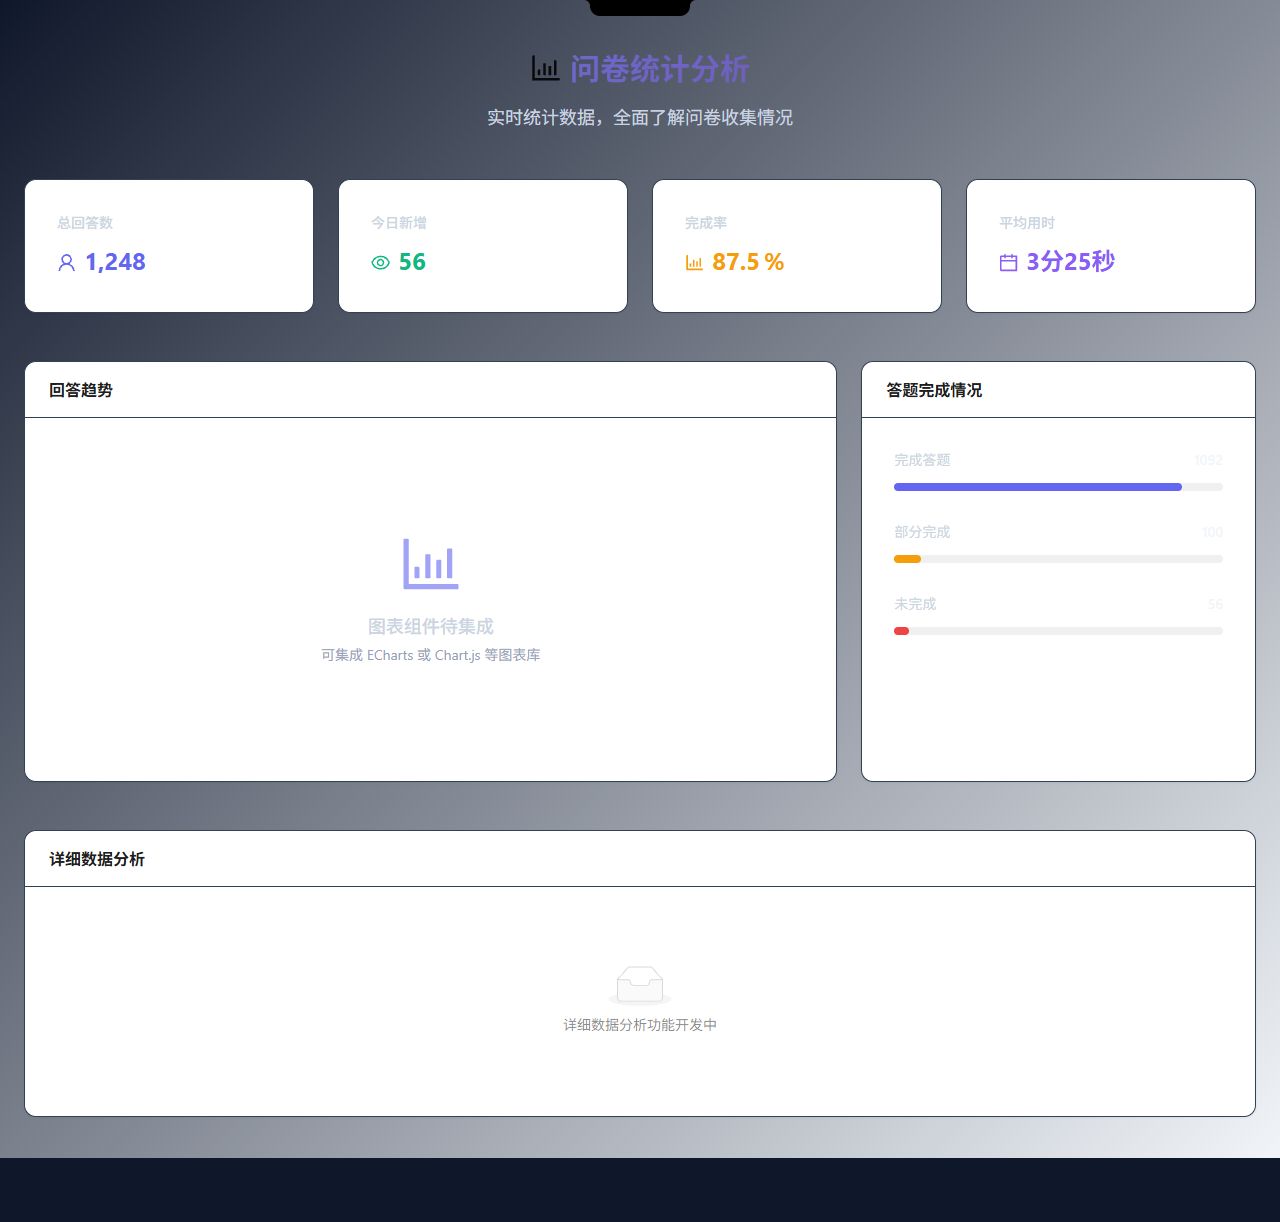 问卷统计分析
实时统计数据，全面了解问卷收集情况
总回答数
1,248
今日新增
56
完成率
87.5 %
平均用时
3分25秒
回答趋势
图表组件待集成
可集成 ECharts 或 Chart.js 等图表库
答题完成情况
完成答题 1092
部分完成 100
未完成 56
详细数据分析
详细数据分析功能开发中